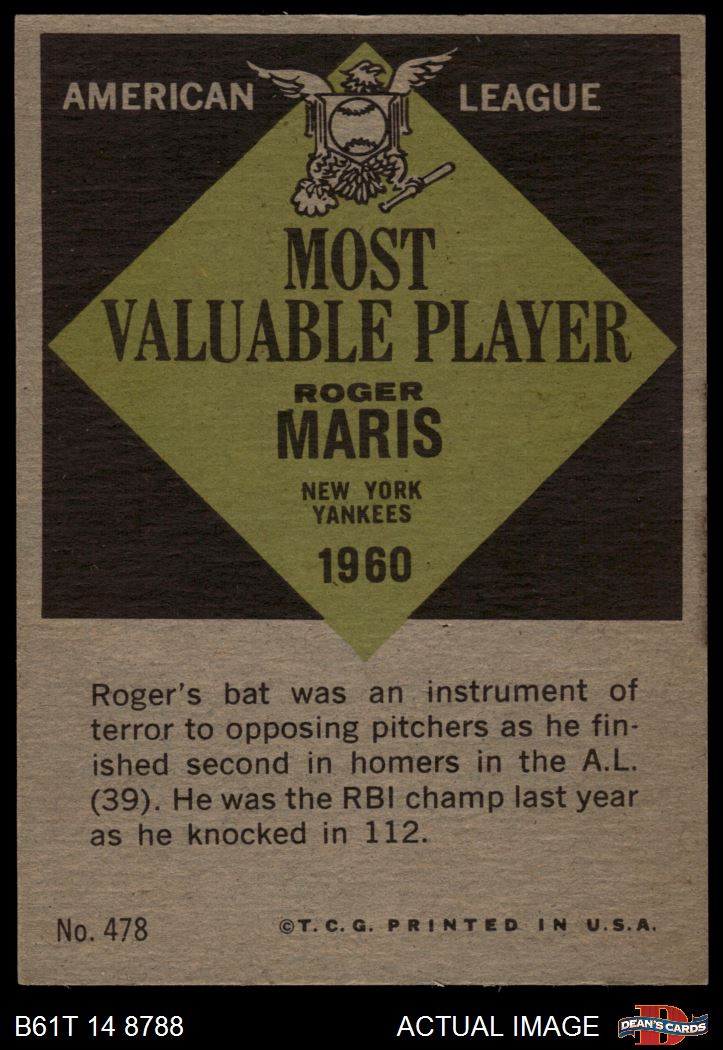 AMERICAN LEAGUE
MOST
VALUABLE PLAYER
ROGER
MARIS
NEW YORK
YANKEES
1960
Roger's bat was an instrument of
terror to opposing pitchers as he fin-
ished second in homers in the A.L.
(39). He was the RBI champ last year
as he knocked in 112.
No. 478 ©T.C.G. PRINTED IN U.S.A.
B61T 14 8788 ACTUAL IMAGE DEAN'S CARDS